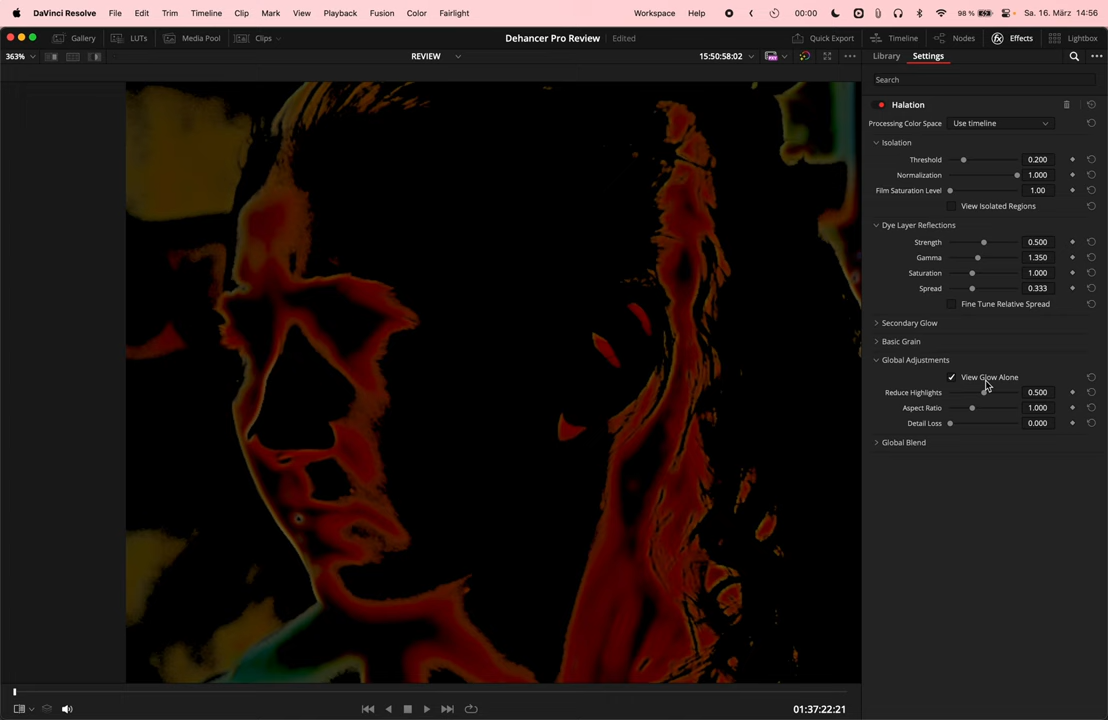 DaVinci Resolve File Edit Trim Timeline Clip Mark View Playback Fusion Color Fairlight Workspace Help 00:00 98 % Sa. 16. März 14:56
Gallery LUTs Media Pool Clips Dehancer Pro Review Edited Quick Export Timeline Nodes Effects Lightbox
363% REVIEW 15:50:58:02 Library Settings
Search
Halation
Processing Color Space Use timeline
Isolation
Threshold 0.200
Normalization 1.000
Film Saturation Level 1.00
View Isolated Regions
Dye Layer Reflections
Strength 0.500
Gamma 1.350
Saturation 1.000
Spread 0.333
Fine Tune Relative Spread
Secondary Glow
Basic Grain
Global Adjustments
View Glow Alone
Reduce Highlights 0.500
Aspect Ratio 1.000
Detail Loss 0.000
Global Blend
01:37:22:21